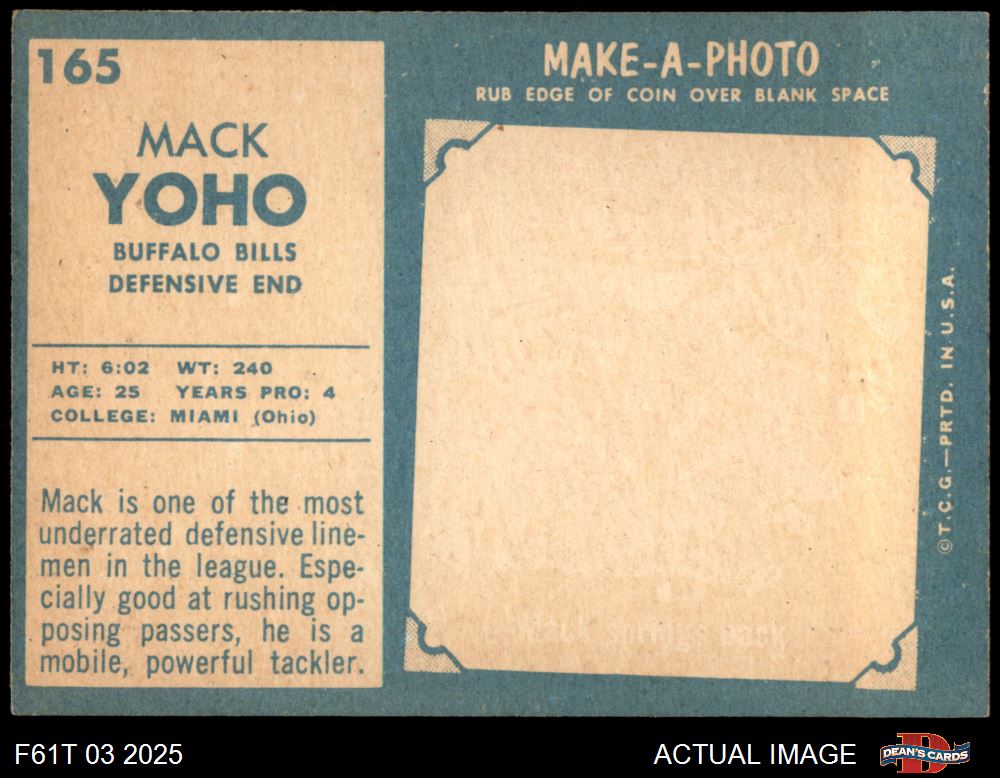 165
MACK
YOHO
BUFFALO BILLS
DEFENSIVE END
HT: 6:02 WT: 240
AGE: 25 YEARS PRO: 4
COLLEGE: MIAMI (Ohio)
Mack is one of the most
underrated defensive line-
men in the league. Espe-
cially good at rushing op-
posing passers, he is a
mobile, powerful tackler.
MAKE-A-PHOTO
RUB EDGE OF COIN OVER BLANK SPACE
© T.C.G.—PRTD. IN U.S.A.
F61T 03 2025
ACTUAL IMAGE
DEAN'S CARDS